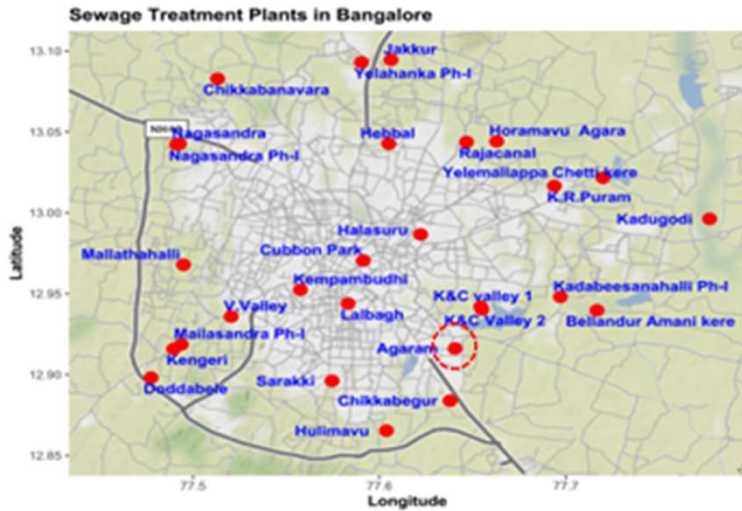 Sewage Treatment Plants in Bangalore
13.10
Jakkur
Yelahanka Ph-I
Chikkabanavara
13.05
Nagasandra
Hebbal
Horamavu Agara
Nagasandra Ph-I
Rajacanal
Yelemallappa Chetti kere
K.R.Puram
13.00
Kadugodi
Halasuru
Latitude
Mallathahalli
Cubbon Park
Kempambudhi
Kadabeesanahalli Ph-I
12.95
V.Valley
K&C valley 1
Lalbagh
K&C Valley 2
Bellandur Amani kere
Mailasandra Ph-I
Agaram
Kengeri
12.90
Doddabele
Sarakki
Chikkabegur
Hulimavu
12.85
77.5
77.6
77.7
Longitude